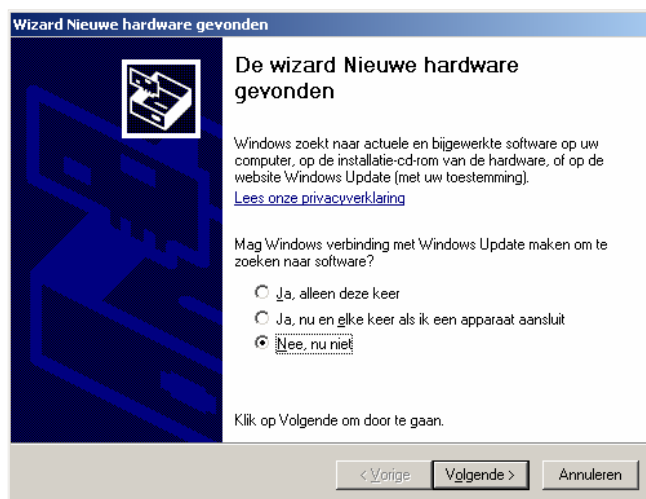 Wizard Nieuwe hardware gevonden
De wizard Nieuwe hardware
gevonden
Windows zoekt naar actuele en bijgewerkte software op uw
computer, op de installatie-cd-rom van de hardware, of op de
website Windows Update (met uw toestemming).
Lees onze privacyverklaring
Mag Windows verbinding met Windows Update maken om te
zoeken naar software?
Ja, alleen deze keer
Ja, nu en elke keer als ik een apparaat aansluit
Nee, nu niet
Klik op Volgende om door te gaan.
< Vorige
Volgende >
Annuleren